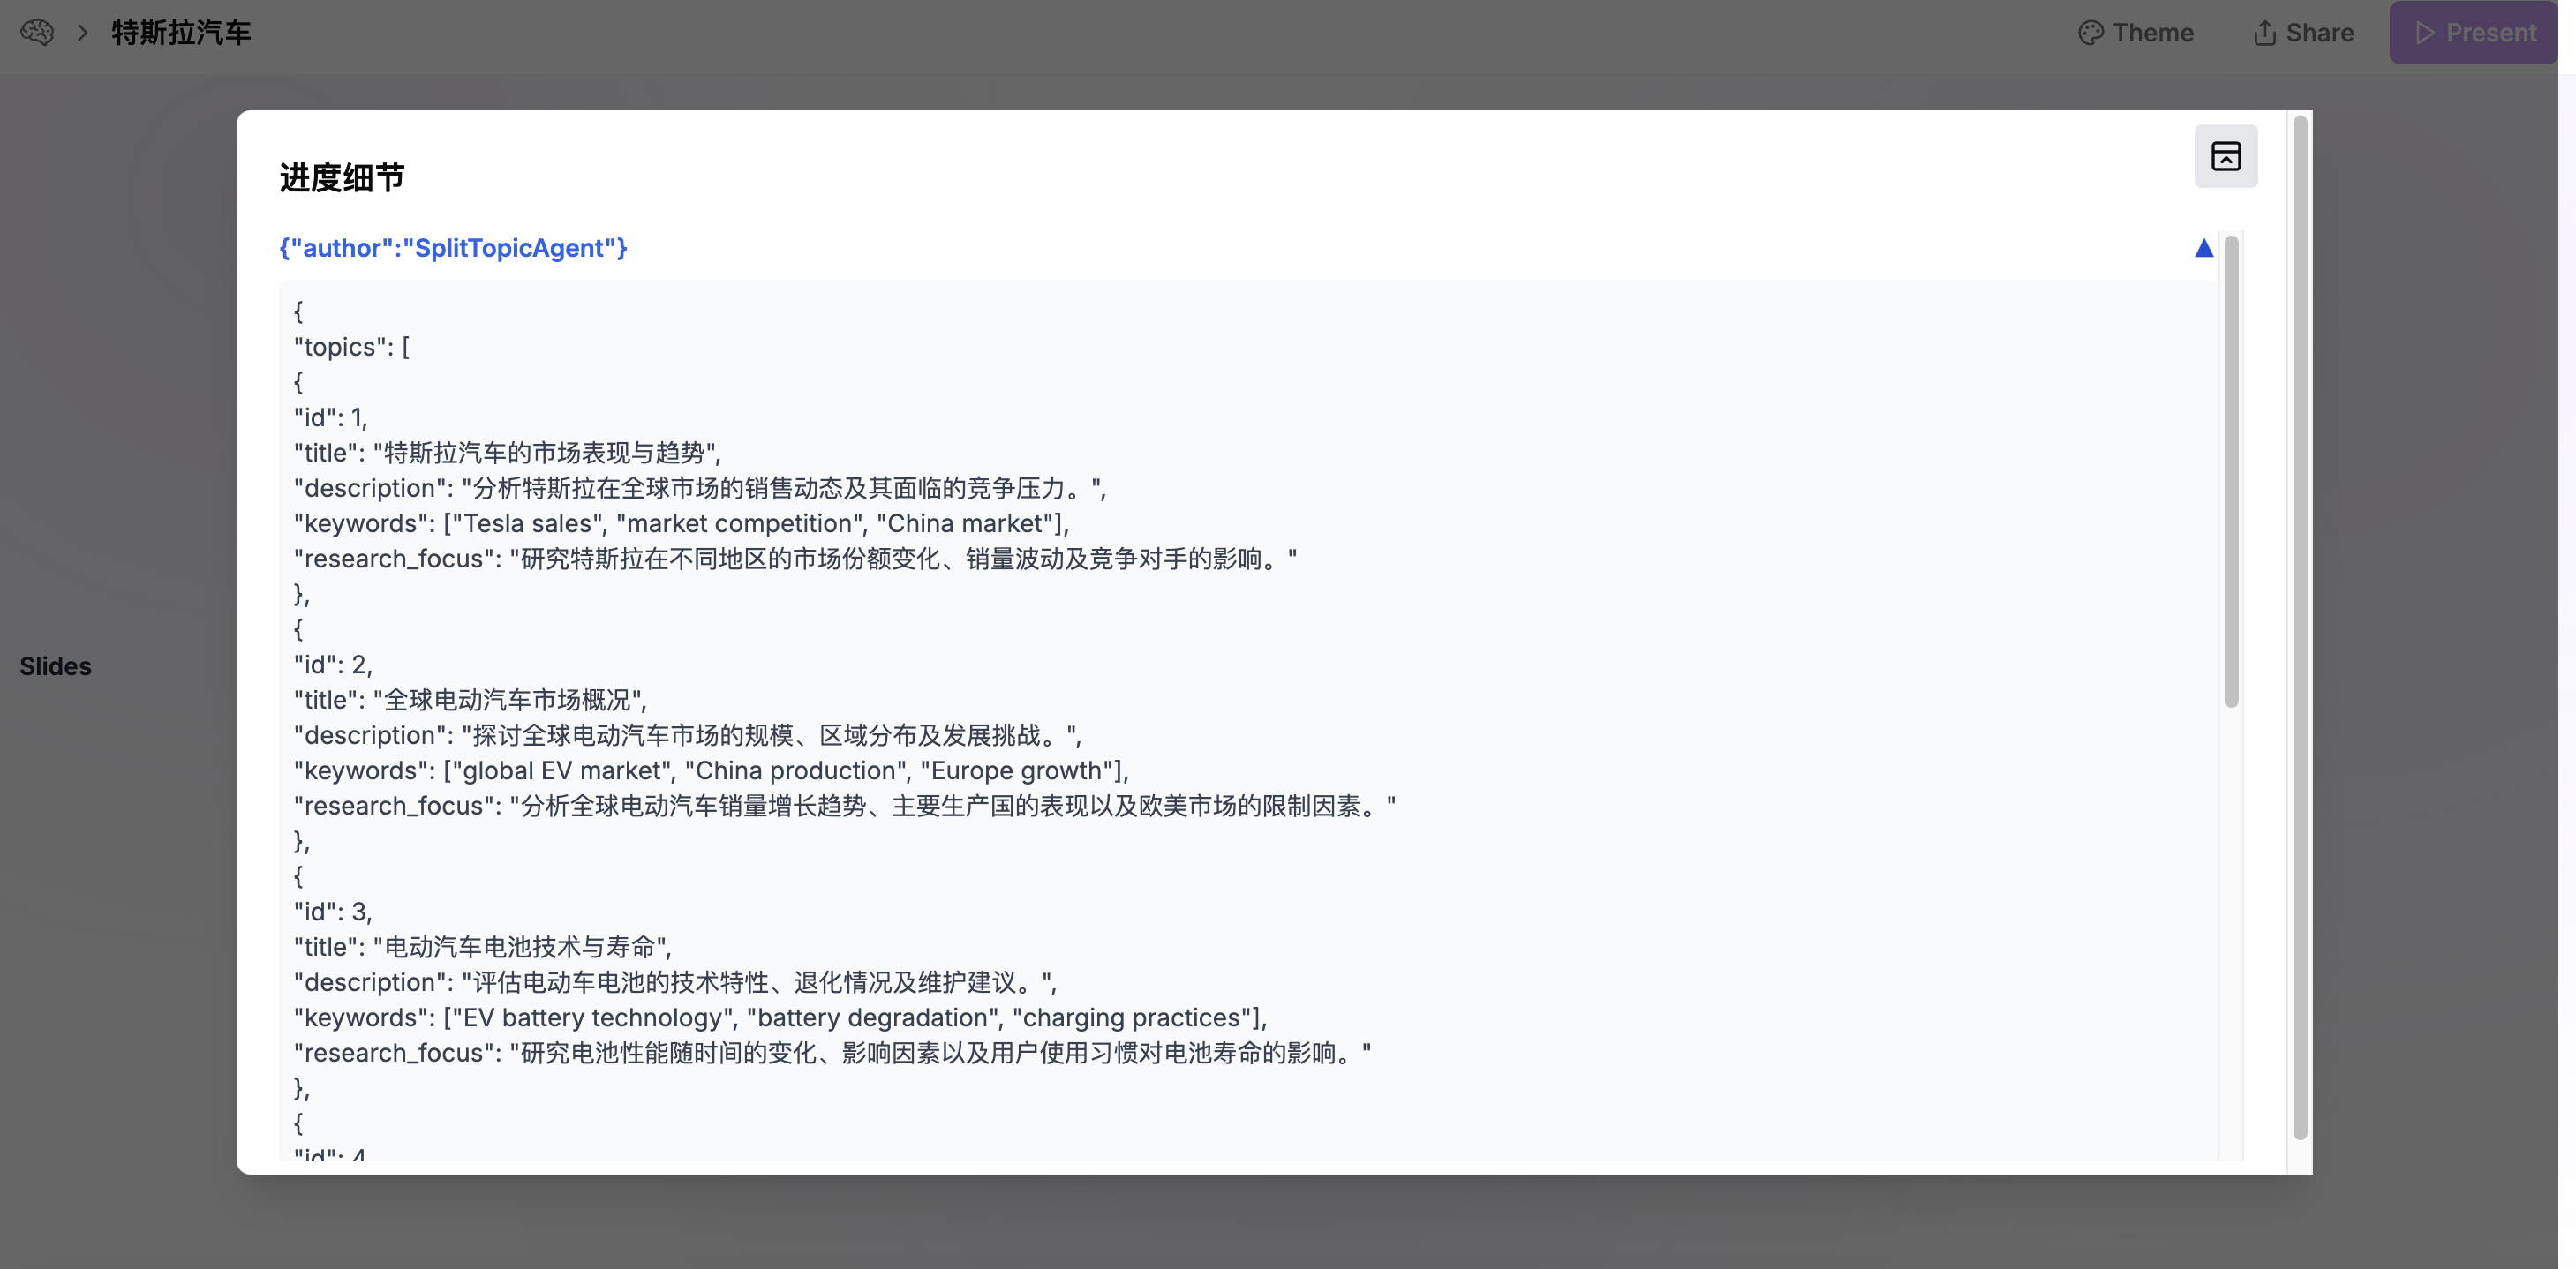 特斯拉汽车
Theme
Share
Present
进度细节
{"author":"SplitTopicAgent"}
{
"topics": [
{
"id": 1,
"title": "特斯拉汽车的市场表现与趋势",
"description": "分析特斯拉在全球市场的销售动态及其面临的竞争压力。",
"keywords": ["Tesla sales", "market competition", "China market"],
"research_focus": "研究特斯拉在不同地区的市场份额变化、销量波动及竞争对手的影响。"
},
{
"id": 2,
"title": "全球电动汽车市场概况",
"description": "探讨全球电动汽车市场的规模、区域分布及发展挑战。",
"keywords": ["global EV market", "China production", "Europe growth"],
"research_focus": "分析全球电动汽车销量增长趋势、主要生产国的表现以及欧美市场的限制因素。"
},
{
"id": 3,
"title": "电动汽车电池技术与寿命",
"description": "评估电动车电池的技术特性、退化情况及维护建议。",
"keywords": ["EV battery technology", "battery degradation", "charging practices"],
"research_focus": "研究电池性能随时间的变化、影响因素以及用户使用习惯对电池寿命的影响。"
},
{
"id": 4
Slides